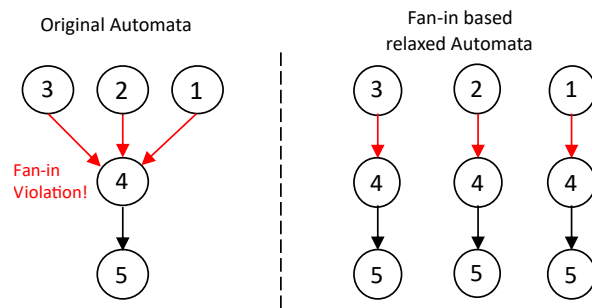 Original Automata
3 2 1
Fan-in
Violation!
4
5
Fan-in based
relaxed Automata
3 2 1
4 4 4
5 5 5